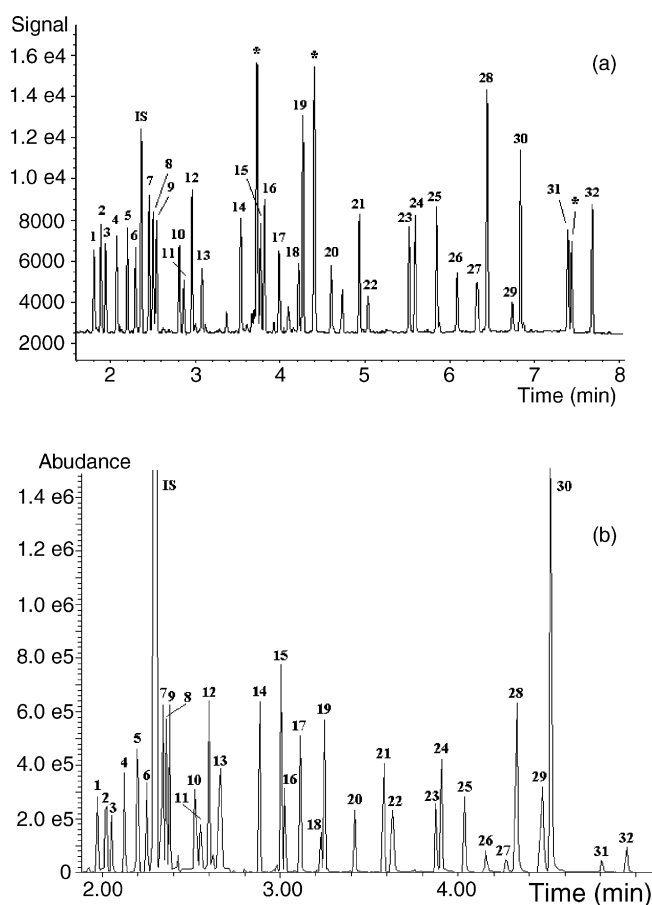 Signal
(a)
1.6 e4
1.4 e4
1.2 e4
1.0 e4
8000
6000
4000
2000
1 2 3 4 5 6 IS 7 8 9 10 11 12 13 14 15 * 16 17 18 19 * 20 21 22 23 24 25 26 27 28 29 30 31 * 32
2 3 4 5 6 7 8
Time (min)
Abudance
(b)
1.4 e6
1.2 e6
1.0 e6
8.0 e5
6.0 e5
4.0 e5
2.0 e5
0
1 2 3 4 5 6 IS 7 9 8 10 11 12 13 14 15 16 17 18 19 20 21 22 23 24 25 26 27 28 29 30 31 32
2.00 3.00 4.00 Time (min)